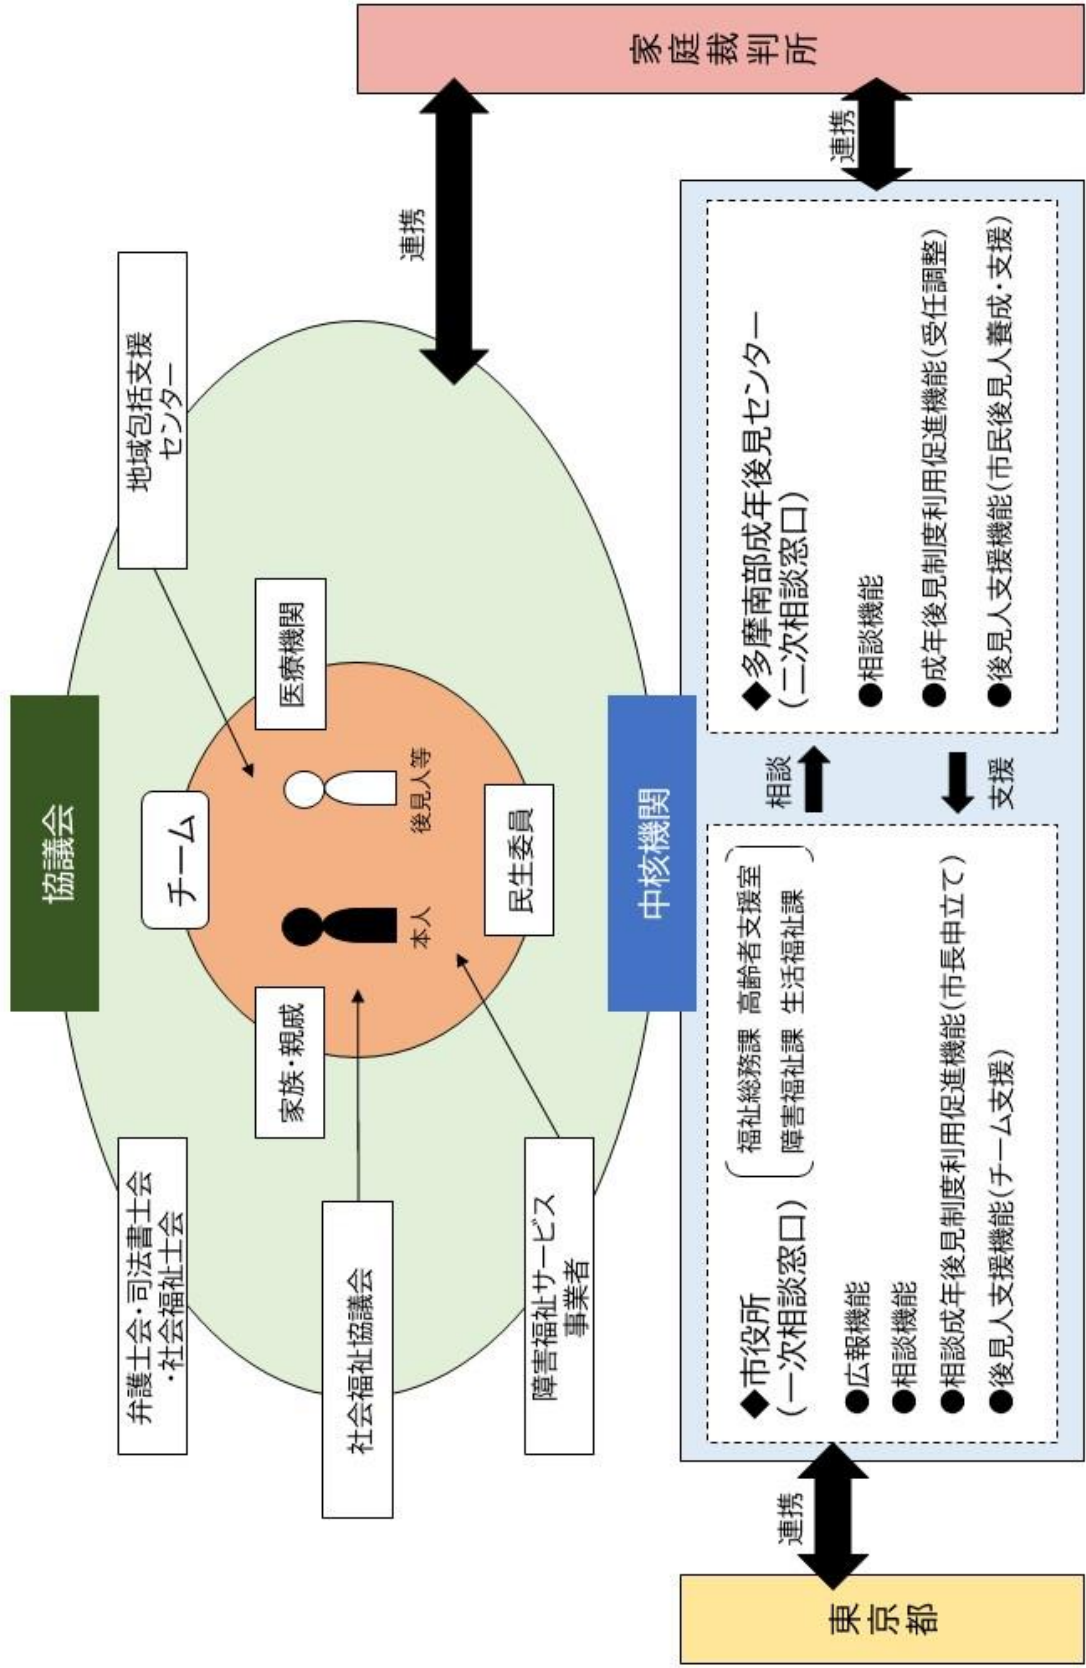 協議会
弁護士会・司法書士会
・社会福祉士会
チーム
地域包括支援
センター
家族・親戚
医療機関
社会福祉協議会
本人
後見人等
連携
障害福祉サービス
事業者
民生委員
家庭裁判所
中核機関
東京都
連携
◆市役所
(一次相談窓口)
福祉総務課 高齢者支援室
障害福祉課 生活福祉課
●広報機能
●相談機能
●相談成年後見制度利用促進機能(市長申立て)
●後見人支援機能(チーム支援)
相談
支援
◆多摩南部成年後見センター
(二次相談窓口)
●相談機能
●成年後見制度利用促進機能(受任調整)
●後見人支援機能(市民後見人養成・支援)
連携